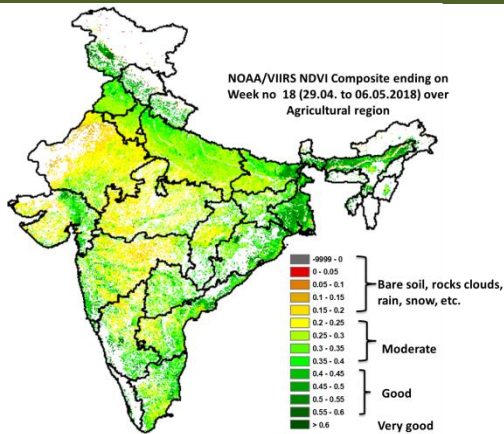 NOAA/VIIRS NDVI Composite ending on
Week no 18 (29.04. to 06.05.2018) over
Agricultural region
-9999 - 0
0 - 0.05
0.05 - 0.1
0.1 - 0.15
0.15 - 0.2
0.2 - 0.25
0.25 - 0.3
0.3 - 0.35
0.35 - 0.4
0.4 - 0.45
0.45 - 0.5
0.5 - 0.55
0.55 - 0.6
> 0.6
Bare soil, rocks clouds,
rain, snow, etc.
Moderate
Good
Very good